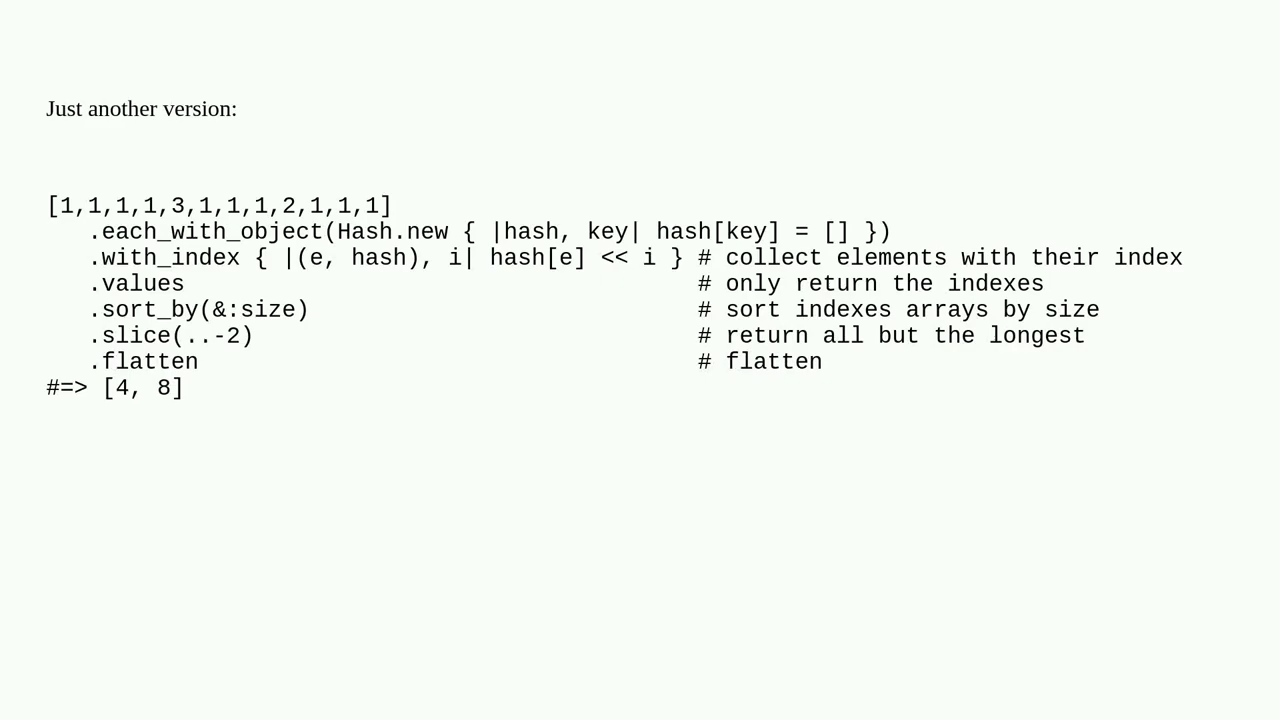 Just another version:
[1,1,1,1,3,1,1,1,2,1,1,1]
   .each_with_object(Hash.new { |hash, key| hash[key] = [] })
   .with_index { |(e, hash), i| hash[e] << i } # collect elements with their index
   .values                                     # only return the indexes
   .sort_by(&:size)                            # sort indexes arrays by size
   .slice(..-2)                                # return all but the longest
   .flatten                                    # flatten
#=> [4, 8]